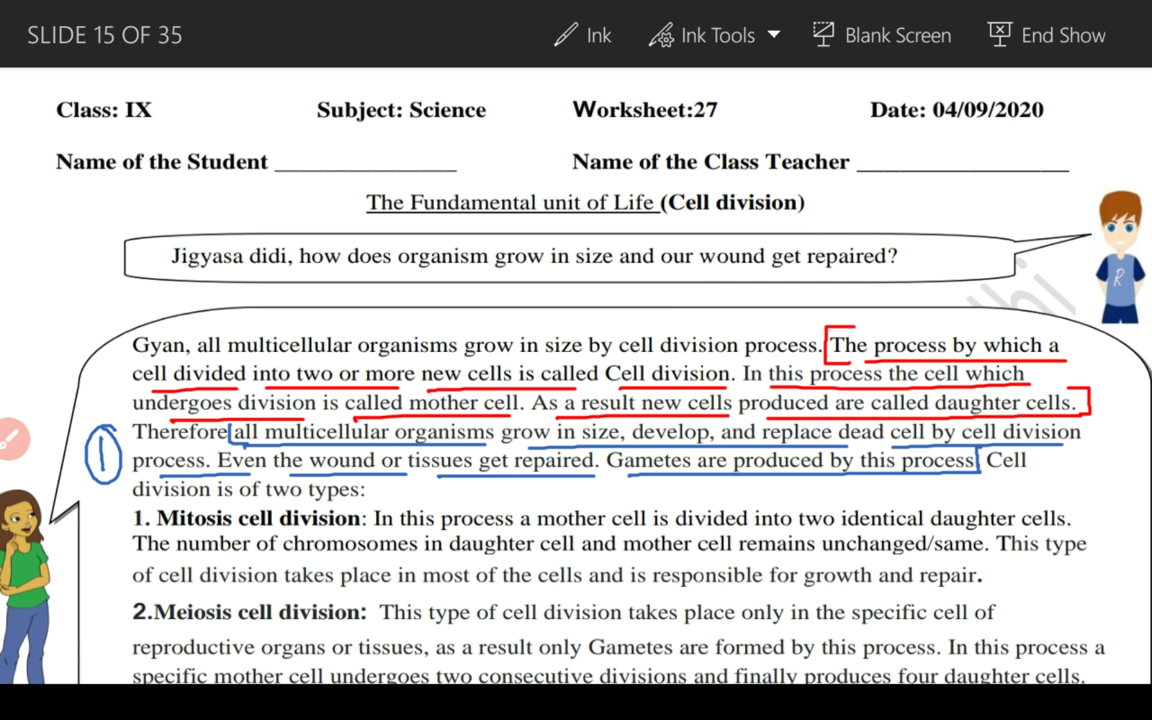 SLIDE 15 OF 35 Ink Ink Tools Blank Screen End Show
Class: IX Subject: Science Worksheet:27 Date: 04/09/2020
Name of the Student ________________ Name of the Class Teacher ___________________
The Fundamental unit of Life (Cell division)
Jigyasa didi, how does organism grow in size and our wound get repaired?
R
Gyan, all multicellular organisms grow in size by cell division process. The process by which a
cell divided into two or more new cells is called Cell division. In this process the cell which
undergoes division is called mother cell. As a result new cells produced are called daughter cells.
Therefore all multicellular organisms grow in size, develop, and replace dead cell by cell division
1 process. Even the wound or tissues get repaired. Gametes are produced by this process Cell
division is of two types:
1. Mitosis cell division: In this process a mother cell is divided into two identical daughter cells.
The number of chromosomes in daughter cell and mother cell remains unchanged/same. This type
of cell division takes place in most of the cells and is responsible for growth and repair.
2.Meiosis cell division: This type of cell division takes place only in the specific cell of
reproductive organs or tissues, as a result only Gametes are formed by this process. In this process a
specific mother cell undergoes two consecutive divisions and finally produces four daughter cells.